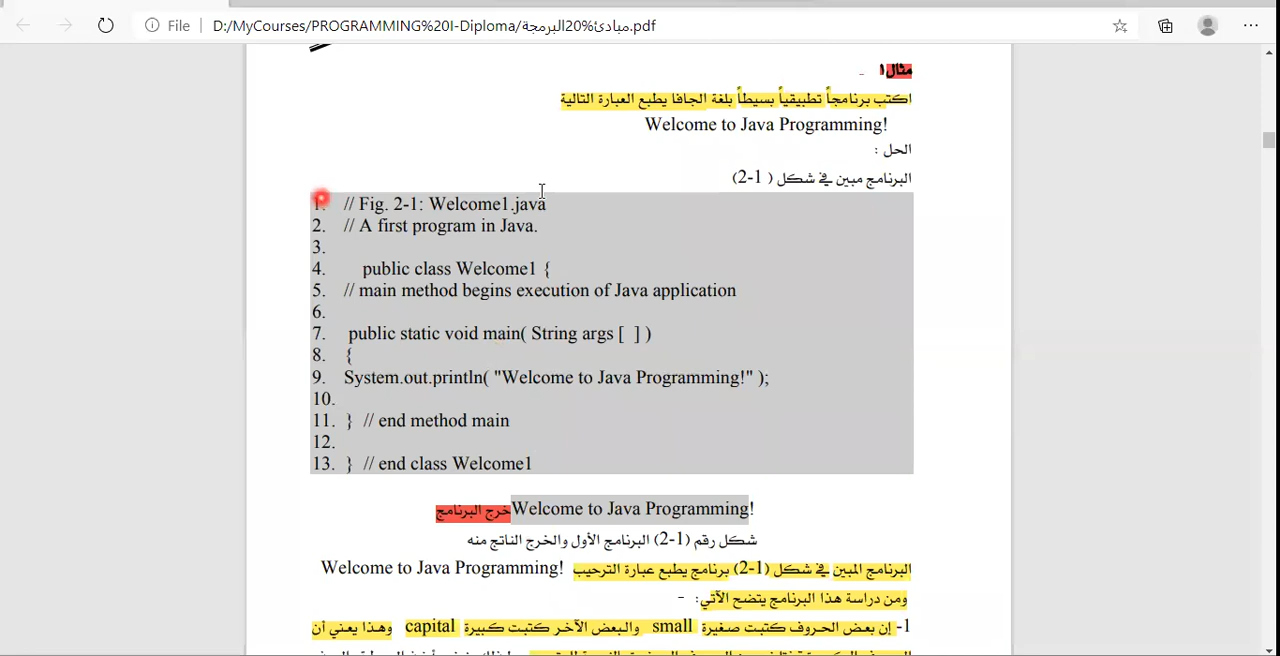 File D:/MyCourses/PROGRAMMING%20I-Diploma/مبادئ%20البرمجة.pdf
مثال١ -
اكتب برنامجاً تطبيقياً بسيطاً بلغة الجافا يطبع العبارة التالية
Welcome to Java Programming!
الحل :
البرنامج مبين في شكل ( 1-2)
1. // Fig. 2-1: Welcome1.java
2. // A first program in Java.
3.
4. public class Welcome1 {
5. // main method begins execution of Java application
6.
7. public static void main( String args [ ] )
8. {
9. System.out.println( "Welcome to Java Programming!" );
10.
11. } // end method main
12.
13. } // end class Welcome1
خرج البرنامج Welcome to Java Programming!
شكل رقم (1-2) البرنامج الأول والخرج الناتج منه
البرنامج المبين في شكل (1-2) برنامج يطبع عبارة الترحيب Welcome to Java Programming!
ومن دراسة هذا البرنامج يتضح الآتي: -
1- إن بعض الحروف كتبت صغيرة small والبعض الآخر كتبت كبيرة capital وهذا يعني أن